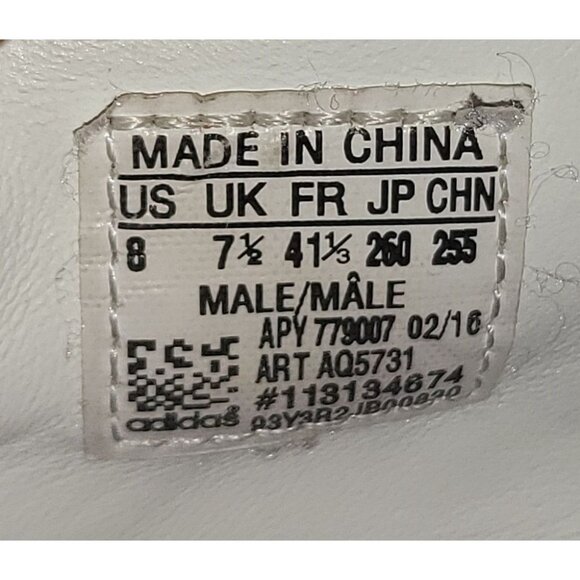 MADE IN CHINA
US UK FR JP CHN
8 7½ 41⅓ 260 255
MALE/MÂLE
APY 779007 02/16
ART AQ5731
#113134674
adidas 03Y3R2JB00820